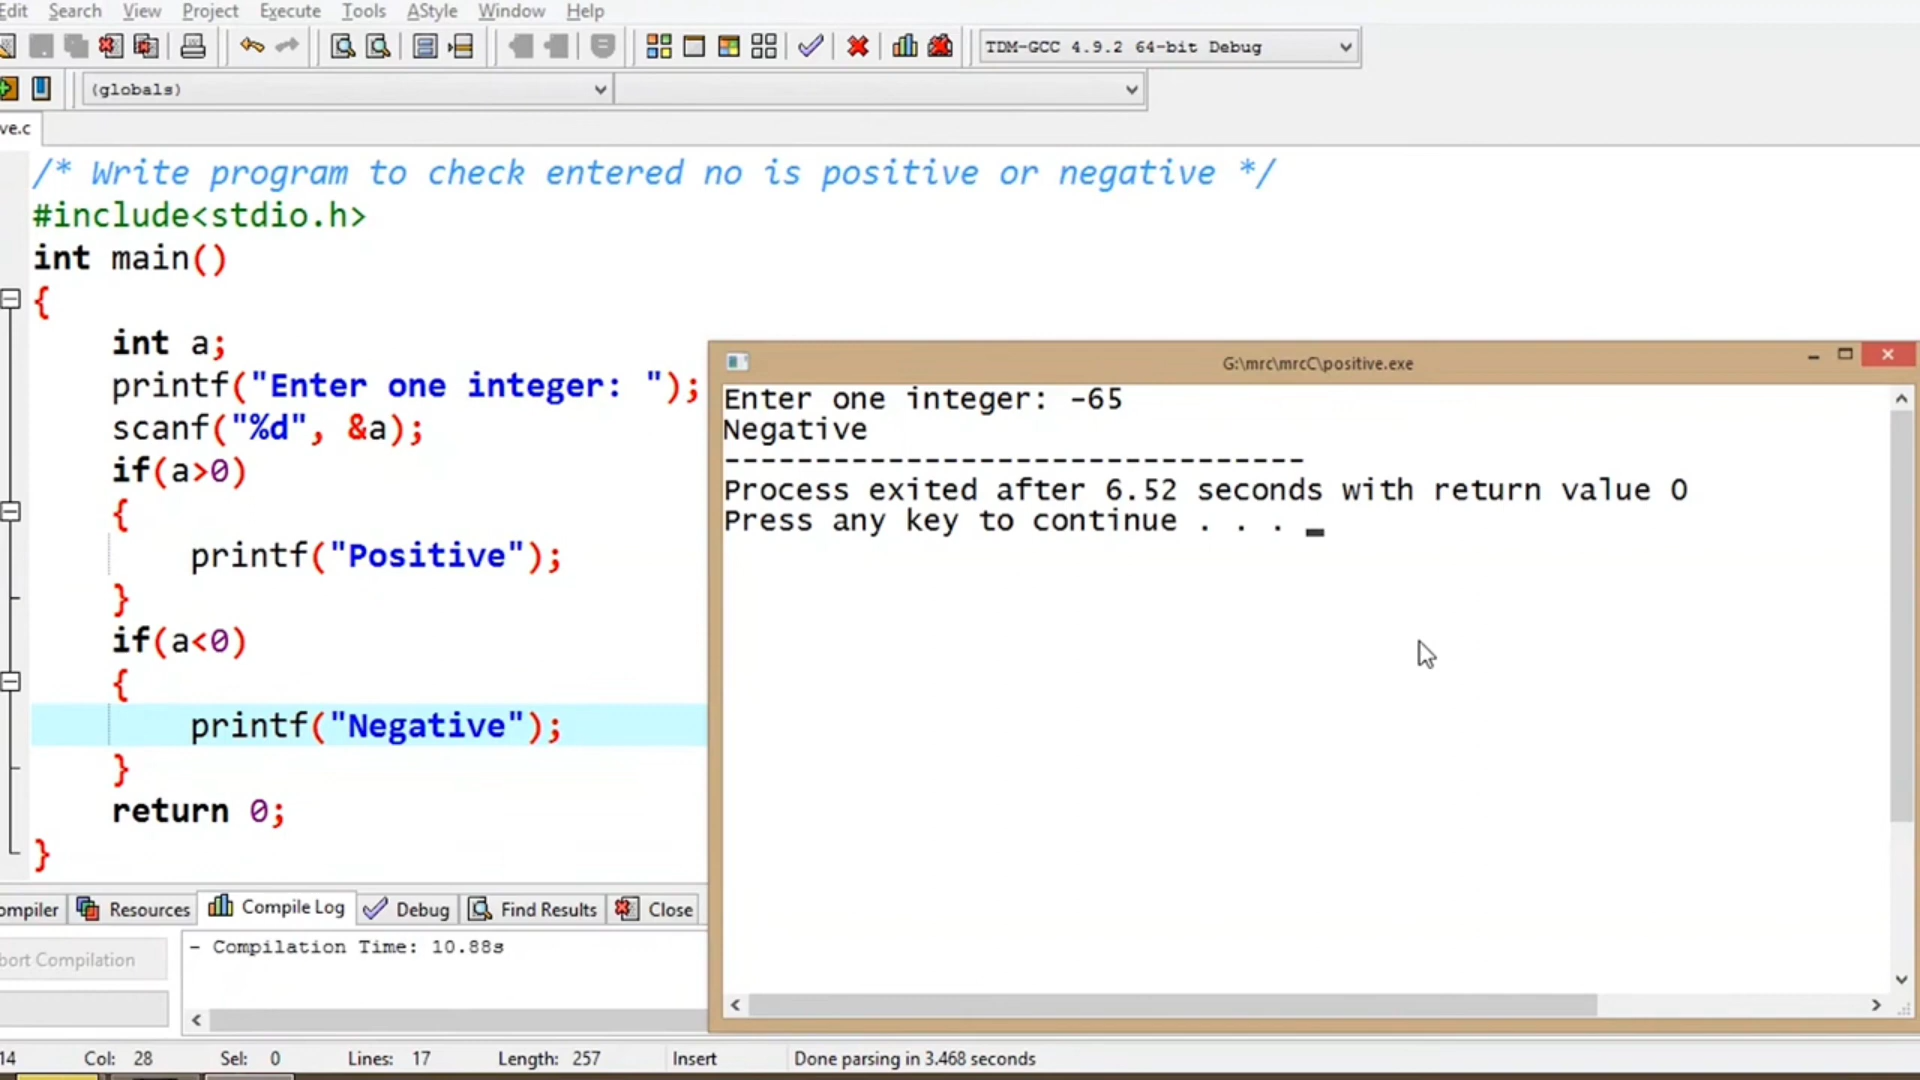 Edit Search View Project Execute Tools AStyle Window Help
TDM-GCC 4.9.2 64-bit Debug
(globals)
ve.c
/* Write program to check entered no is positive or negative */
#include<stdio.h>
int main()
{
int a;
printf("Enter one integer: ");
scanf("%d", &a);
if(a>0)
{
printf("Positive");
}
if(a<0)
{
printf("Negative");
}
return 0;
}
G:\mrc\mrcC\positive.exe
Enter one integer: -65
Negative
--------------------------------
Process exited after 6.52 seconds with return value 0
Press any key to continue . . . _
ompiler Resources Compile Log Debug Find Results Close
bort Compilation
- Compilation Time: 10.88s
14 Col: 28 Sel: 0 Lines: 17 Length: 257 Insert Done parsing in 3.468 seconds